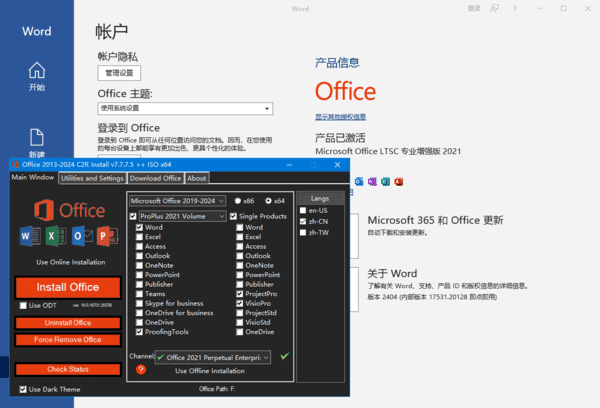 Word
登录
?
Word
帐户
开始
新建
帐户隐私
管理设置
Office 主题:
使用系统设置
登录到 Office
登录到 Office 即可从任何位置访问您的文档。因而，在您使用
的每台设备上都能享有更加出色、更具个性化的体验。
产品信息
Office
显示其他授权信息
产品已激活
Microsoft Office LTSC 专业增强版 2021
Microsoft 365 和 Office 更新
自动下载和安装更新。
关于 Word
了解有关 Word、支持、产品 ID 和版权信息的详细信息。
版本 2404 (内部版本 17531.20128 即点即用)
Office 2013-2024 C2R Install v7.7.7.5 ++ ISO x64
Main Window Utilities and Settings Download Office About
Office
Use Online Installation
Install Office
Use ODT
Uninstall Office
Force Remove Office
Check Status
Use Dark Theme
Microsoft Office 2019-2024 x86 x64
ProPlus 2021 Volume Single Products
Word Word
Excel Excel
Access Access
Outlook Outlook
OneNote OneNote
PowerPoint PowerPoint
Publisher Publisher
Teams ProjectPro
Skype for business VisioPro
OneDrive for Business ProjectStd
OneDrive VisioStd
ProofingTools OneDrive
Channel: Office 2021 Perpetual Enterpri
Use Offline Installation
Office Path: F:
Langs
en-US
zh-CN
zh-TW